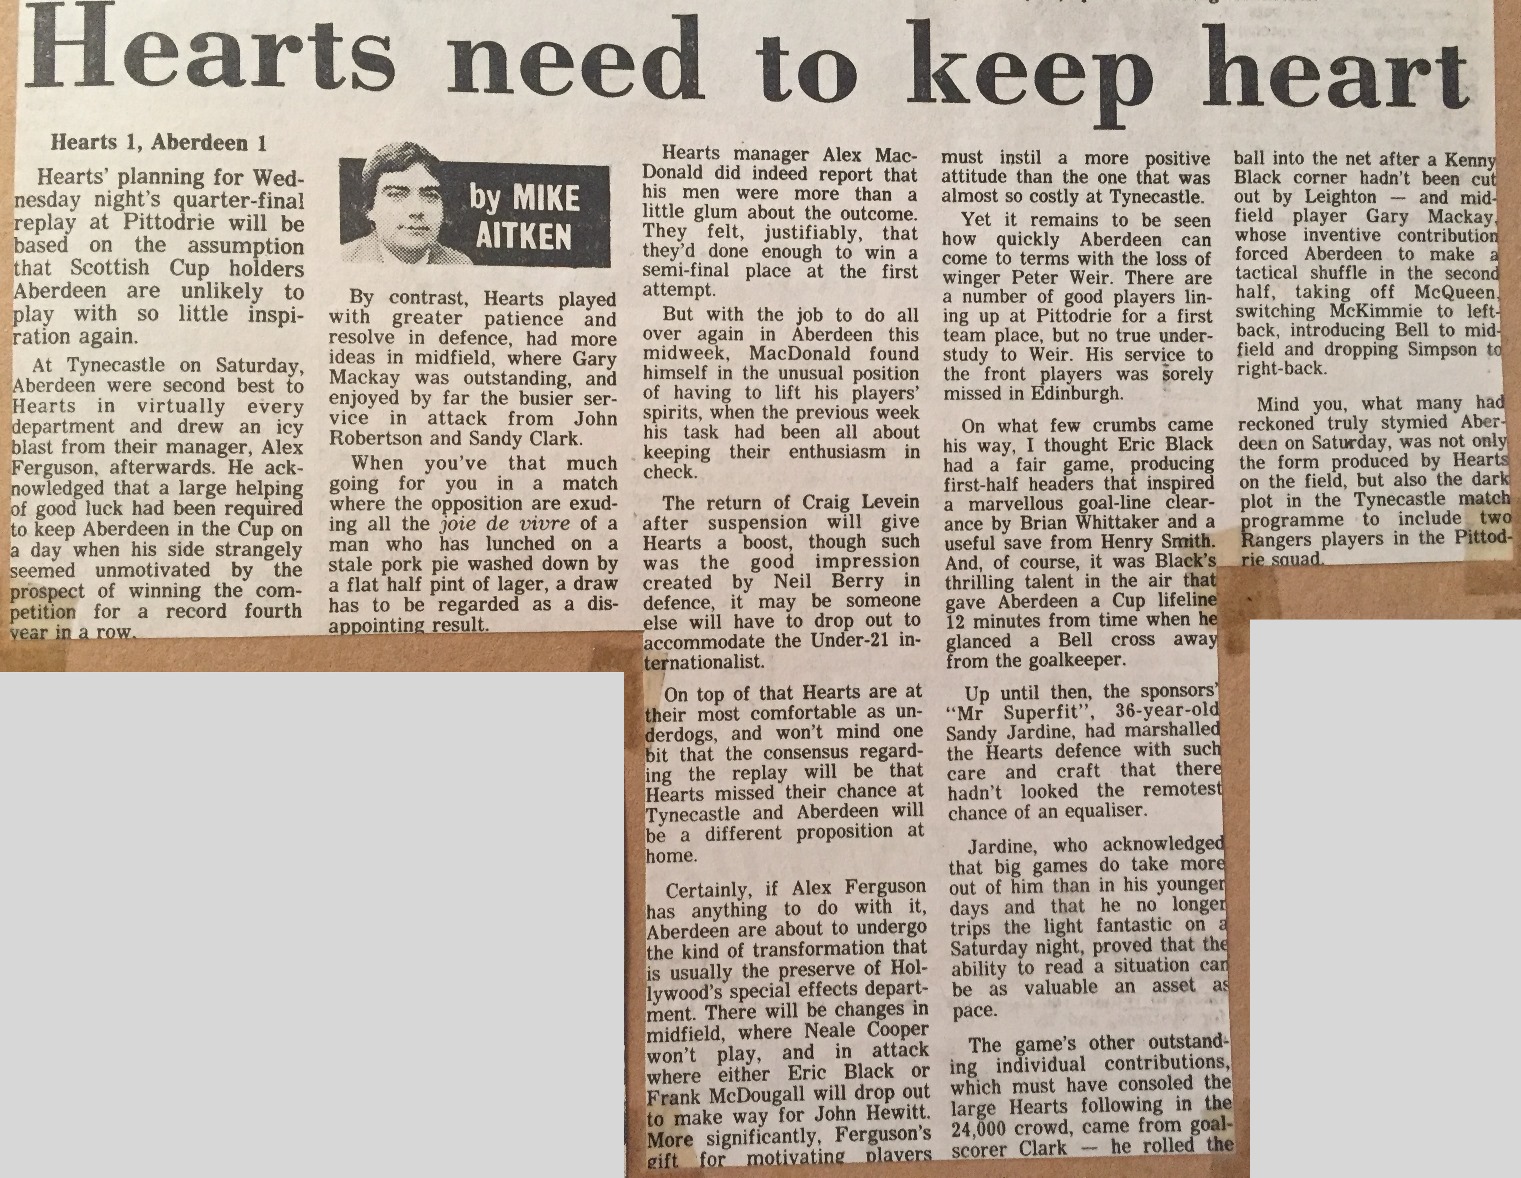 Hearts need to keep heart
Hearts 1, Aberdeen 1
Hearts' planning for Wed-
nesday night's quarter-final
replay at Pittodrie will be
based on the assumption
that Scottish Cup holders
Aberdeen are unlikely to
play with so little inspi-
ration again.
At Tynecastle on Saturday,
Aberdeen were second best to
Hearts in virtually every
department and drew an icy
blast from their manager, Alex
Ferguson, afterwards. He ack-
nowledged that a large helping
of good luck had been required
to keep Aberdeen in the Cup on
a day when his side strangely
seemed unmotivated by the
prospect of winning the com-
petition for a record fourth
year in a row.
by MIKE
AITKEN
By contrast, Hearts played
with greater patience and
resolve in defence, had more
ideas in midfield, where Gary
Mackay was outstanding, and
enjoyed by far the busier ser-
vice in attack from John
Robertson and Sandy Clark.
When you've that much
going for you in a match
where the opposition are exud-
ing all the joie de vivre of a
man who has lunched on a
stale pork pie washed down by
a flat half pint of lager, a draw
has to be regarded as a dis-
appointing result.
Hearts manager Alex Mac-
Donald did indeed report that
his men were more than a
little glum about the outcome.
They felt, justifiably, that
they'd done enough to win a
semi-final place at the first
attempt.
But with the job to do all
over again in Aberdeen this
midweek, MacDonald found
himself in the unusual position
of having to lift his players'
spirits, when the previous week
his task had been all about
keeping their enthusiasm in
check.
The return of Craig Levein
after suspension will give
Hearts a boost, though such
was the good impression
created by Neil Berry in
defence, it may be someone
else will have to drop out to
accommodate the Under-21 in-
ternationalist.
On top of that Hearts are at
their most comfortable as un-
derdogs, and won't mind one
bit that the consensus regard-
ing the replay will be that
Hearts missed their chance at
Tynecastle and Aberdeen will
be a different proposition at
home.
Certainly, if Alex Ferguson
has anything to do with it,
Aberdeen are about to undergo
the kind of transformation that
is usually the preserve of Hol-
lywood's special effects depart-
ment. There will be changes in
midfield, where Neale Cooper
won't play, and in attack
where either Eric Black or
Frank McDougall will drop out
to make way for John Hewitt.
More significantly, Ferguson's
gift for motivating players
must instil a more positive
attitude than the one that was
almost so costly at Tynecastle.
Yet it remains to be seen
how quickly Aberdeen can
come to terms with the loss of
winger Peter Weir. There are
a number of good players lin-
ing up at Pittodrie for a first
team place, but no true under-
study to Weir. His service to
the front players was sorely
missed in Edinburgh.
On what few crumbs came
his way, I thought Eric Black
had a fair game, producing
first-half headers that inspired
a marvellous goal-line clear-
ance by Brian Whittaker and a
useful save from Henry Smith.
And, of course, it was Black's
thrilling talent in the air that
gave Aberdeen a Cup lifeline
12 minutes from time when he
glanced a Bell cross away
from the goalkeeper.
Up until then, the sponsors'
"Mr Superfit", 36-year-old
Sandy Jardine, had marshalled
the Hearts defence with such
care and craft that there
hadn't looked the remotest
chance of an equaliser.
Jardine, who acknowledged
that big games do take more
out of him than in his younger
days and that he no longer
trips the light fantastic on a
Saturday night, proved that the
ability to read a situation can
be as valuable an asset as
pace.
The game's other outstand-
ing individual contributions,
which must have consoled the
large Hearts following in the
24,000 crowd, came from goal-
scorer Clark — he rolled the
ball into the net after a Kenny
Black corner hadn't been cut
out by Leighton — and mid-
field player Gary Mackay,
whose inventive contribution
forced Aberdeen to make a
tactical shuffle in the second
half, taking off McQueen,
switching McKimmie to left-
back, introducing Bell to mid-
field and dropping Simpson to
right-back.
Mind you, what many had
reckoned truly stymied Aber-
deen on Saturday, was not only
the form produced by Hearts
on the field, but also the dark
plot in the Tynecastle match
programme to include two
Rangers players in the Pittod-
rie squad.